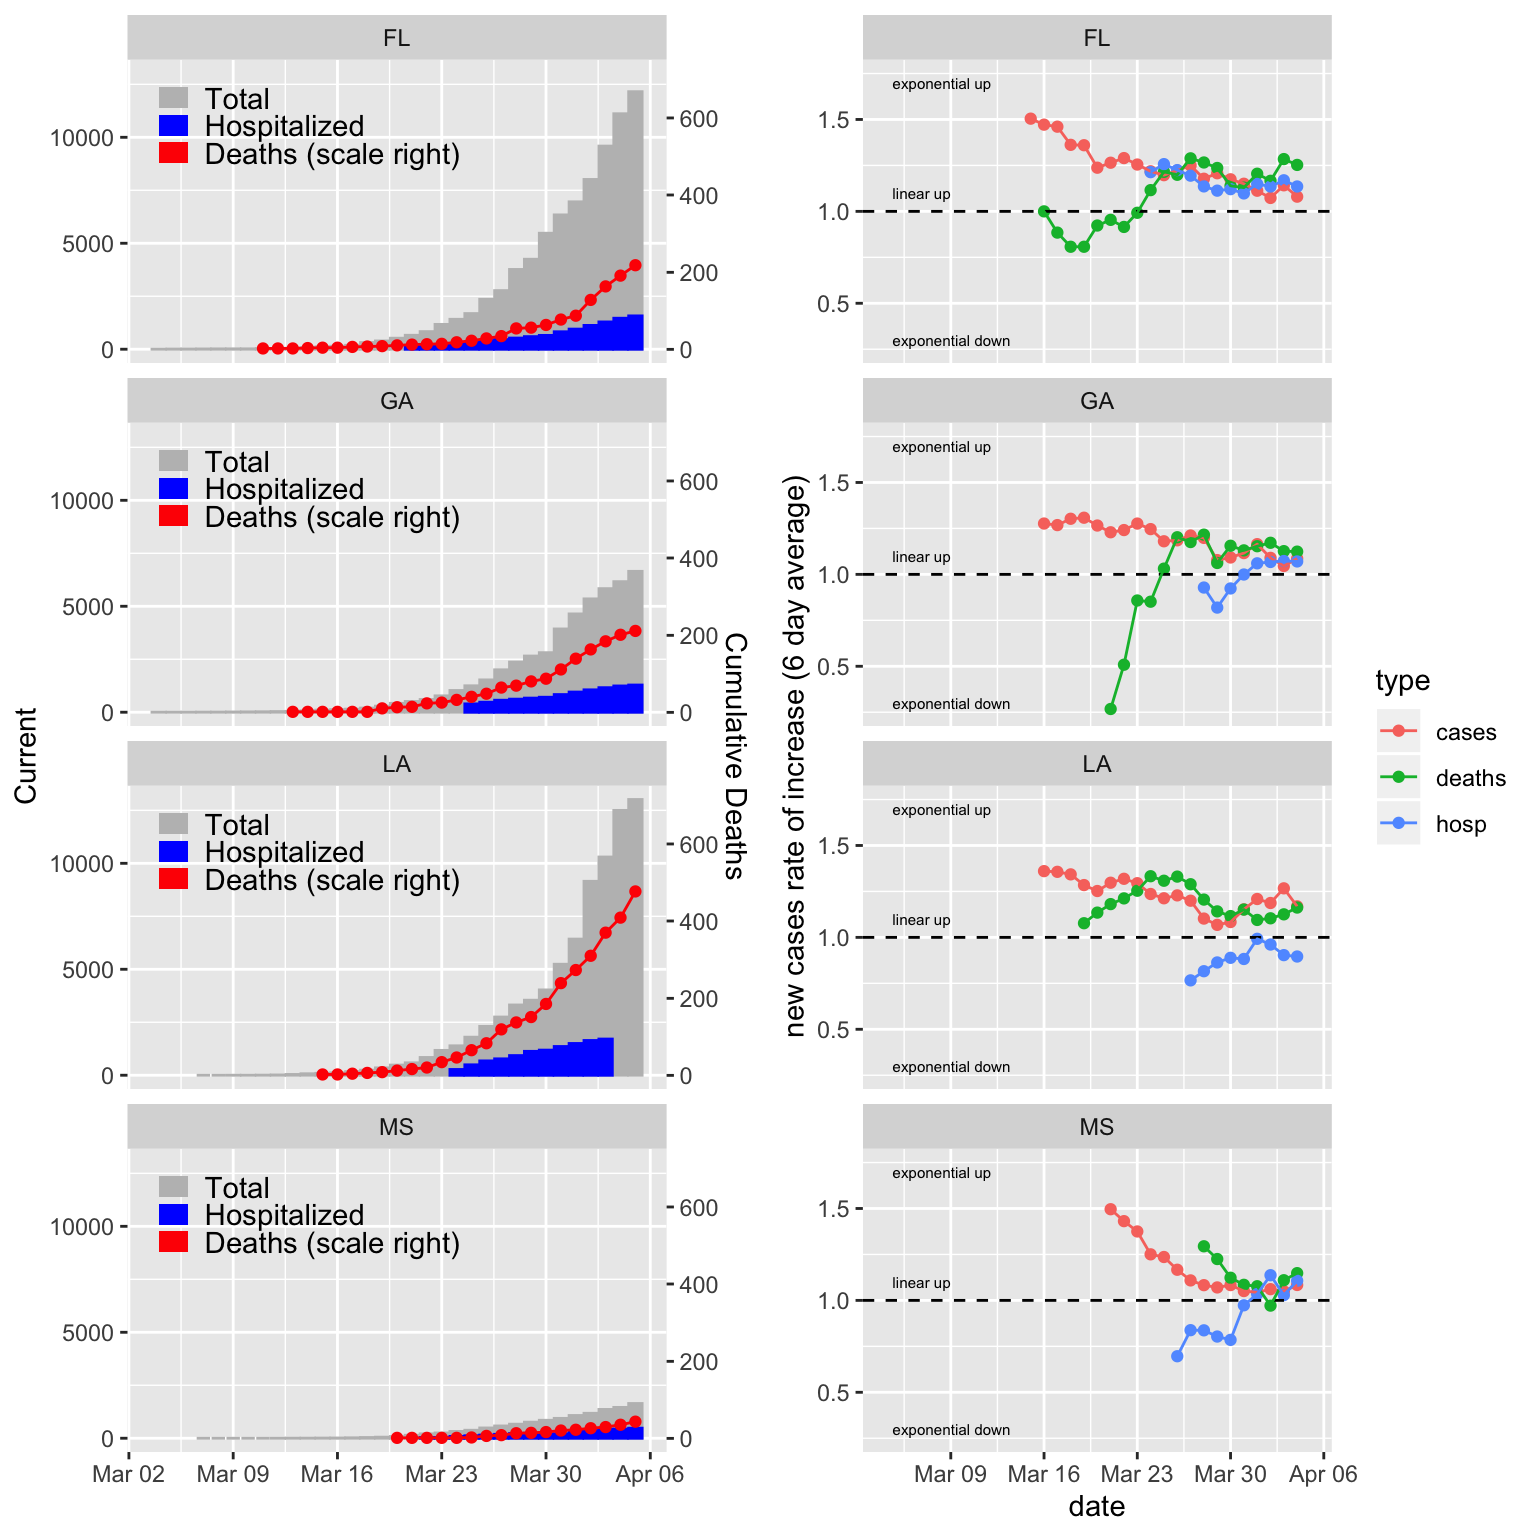 FL
Total
Hospitalized
Deaths (scale right)
10000
5000
0
600
400
200
0
GA
Total
Hospitalized
Deaths (scale right)
10000
5000
0
600
400
200
0
LA
Total
Hospitalized
Deaths (scale right)
10000
5000
0
600
400
200
0
MS
Total
Hospitalized
Deaths (scale right)
10000
5000
0
600
400
200
0
Mar 02 Mar 09 Mar 16 Mar 23 Mar 30 Apr 06
Current
Cumulative Deaths
FL
exponential up
linear up
exponential down
1.5
1.0
0.5
GA
exponential up
linear up
exponential down
1.5
1.0
0.5
LA
exponential up
linear up
exponential down
1.5
1.0
0.5
MS
exponential up
linear up
exponential down
1.5
1.0
0.5
Mar 09 Mar 16 Mar 23 Mar 30 Apr 06
date
new cases rate of increase (6 day average)
type
cases
deaths
hosp